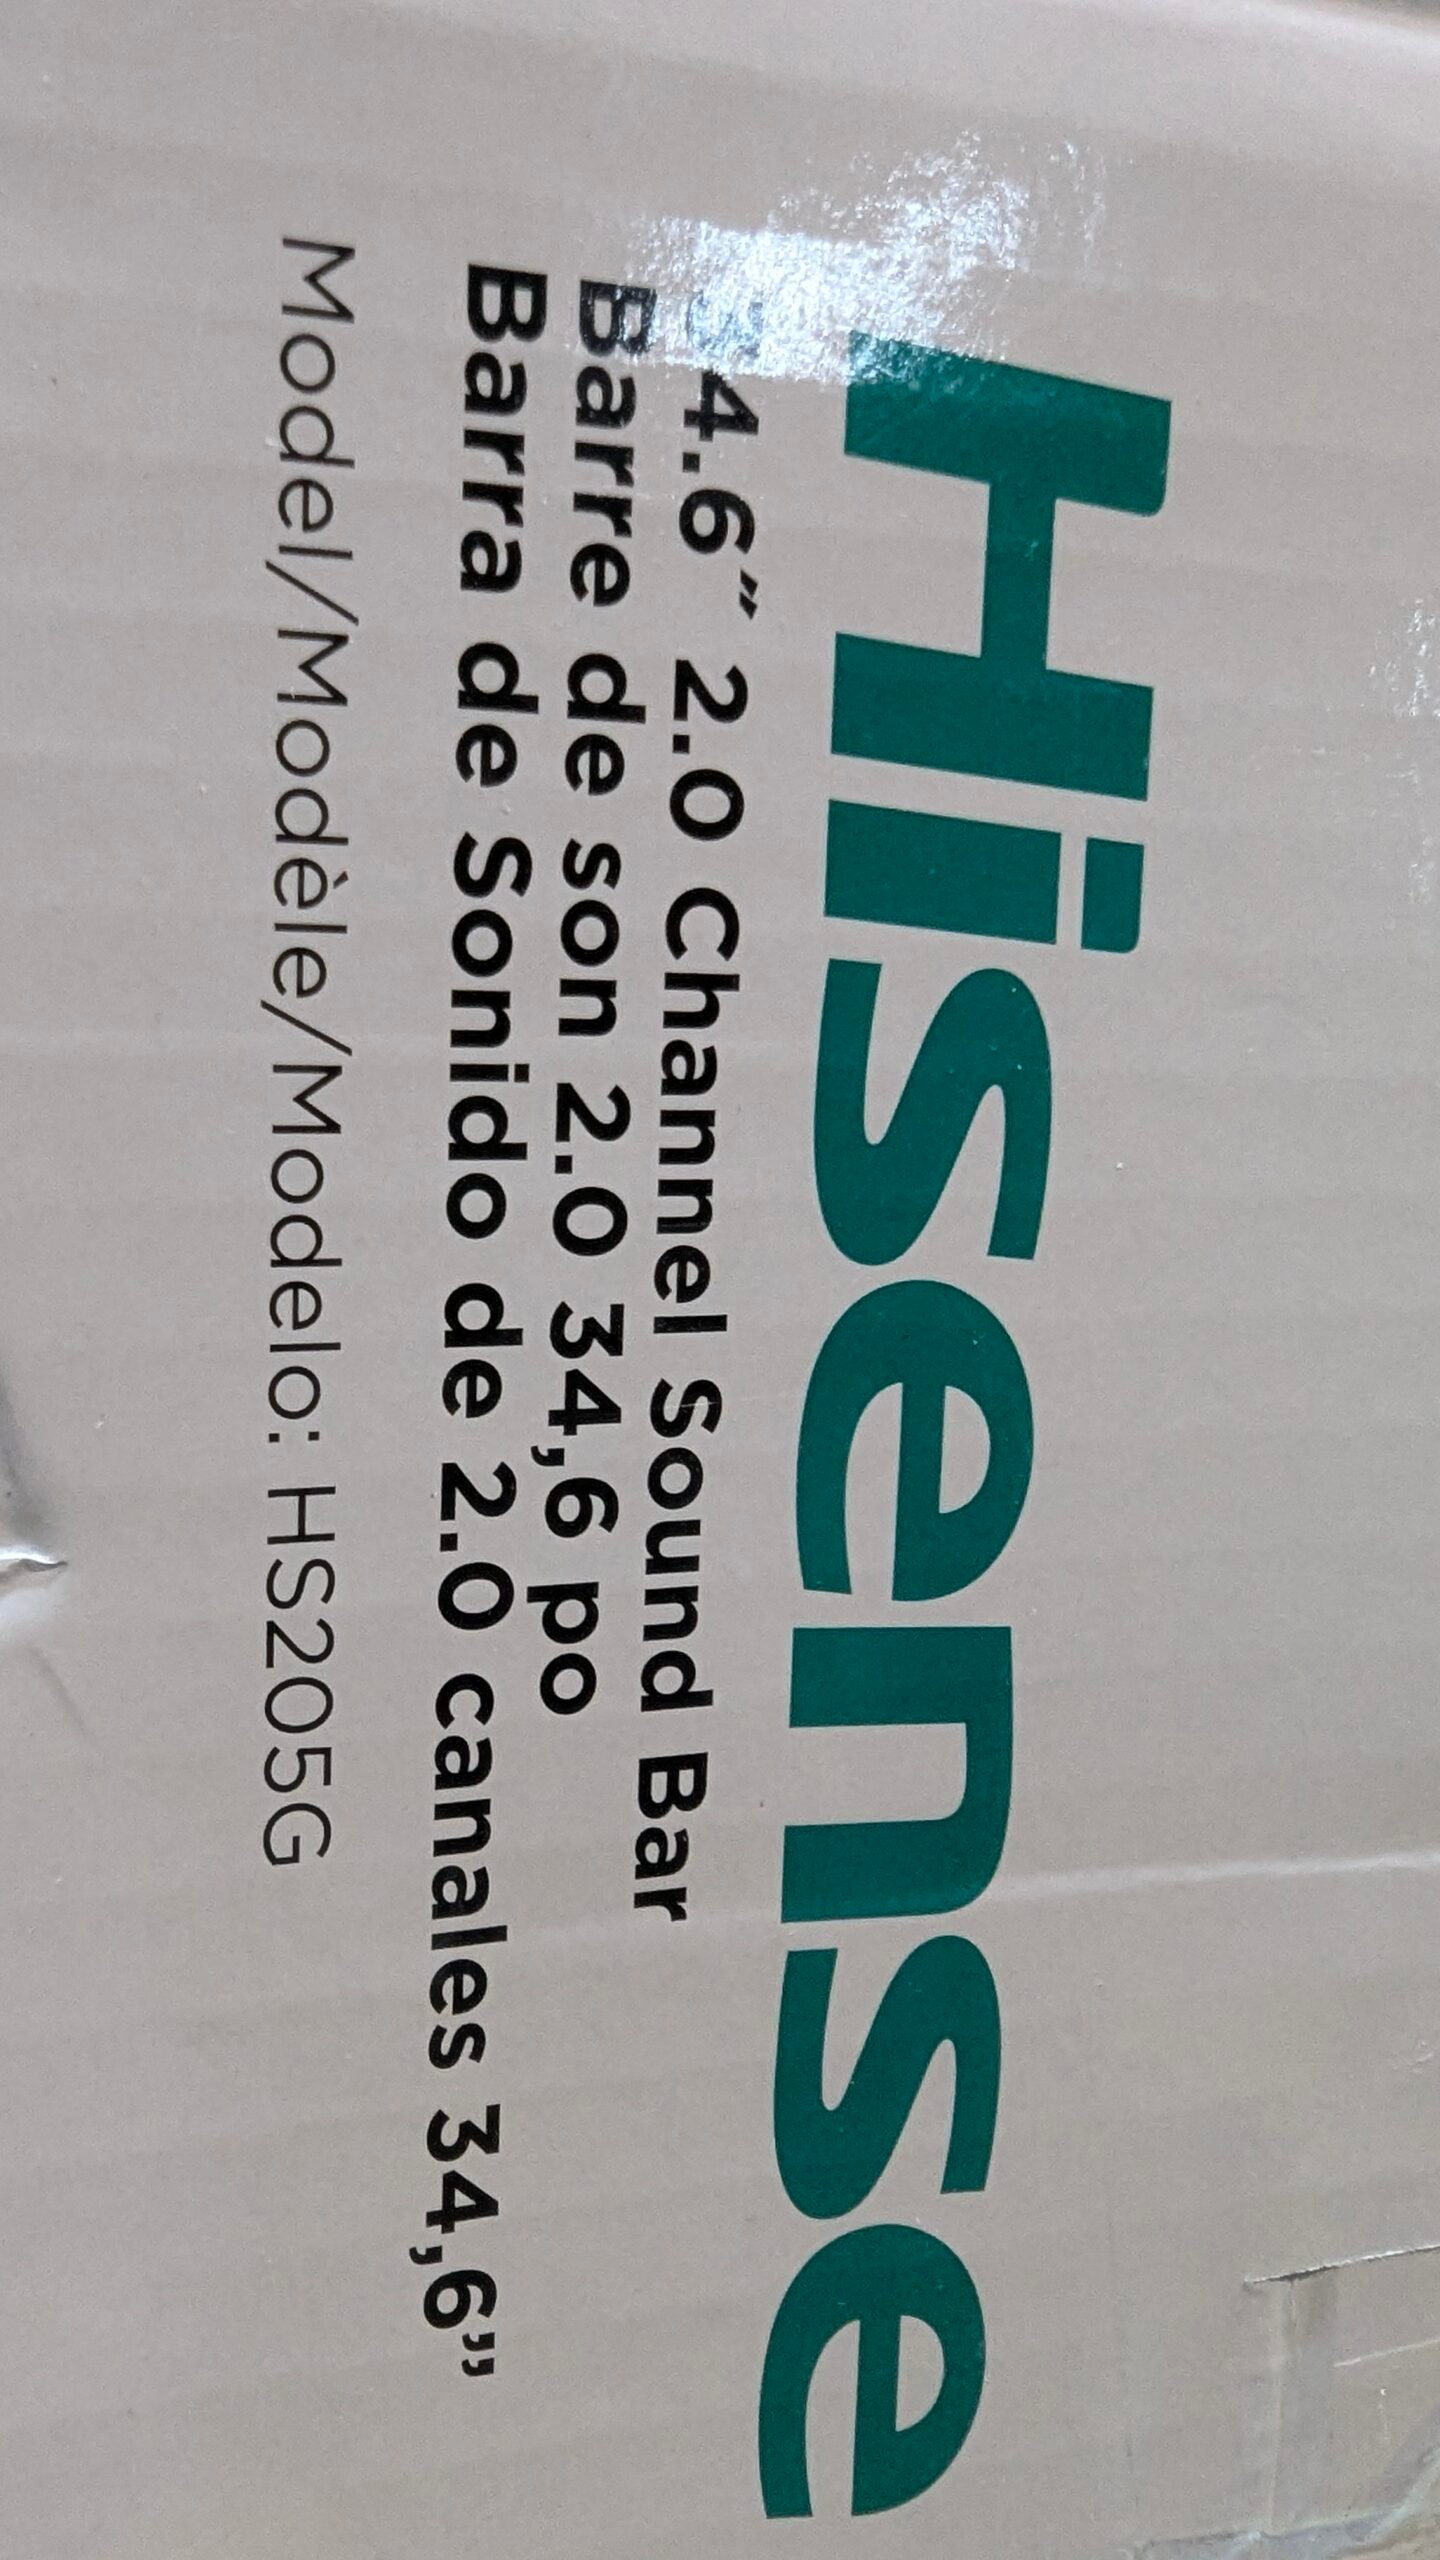 Hisense
34.6" 2.0 Channel Sound Bar
Barre de son 2.0 34,6 po
Barra de Sonido de 2.0 canales 34,6”
Model/Modèle/Modelo: HS205G